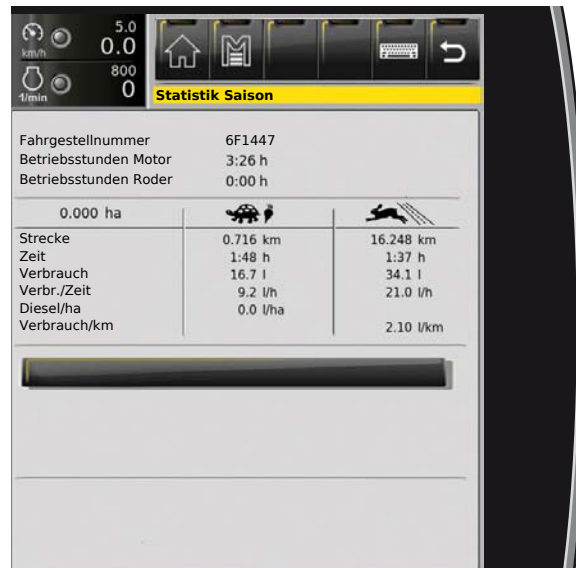 5.0
km/h 0.0
800
1/min 0
M
Statistik Saison
Fahrgestellnummer 6F1447
Betriebsstunden Motor 3:26 h
Betriebsstunden Roder 0:00 h
0.000 ha
Strecke 0.716 km 16.248 km
Zeit 1:48 h 1:37 h
Verbrauch 16.7 l 34.1 l
Verbr./Zeit 9.2 l/h 21.0 l/h
Diesel/ha 0.0 l/ha
Verbrauch/km 2.10 l/km